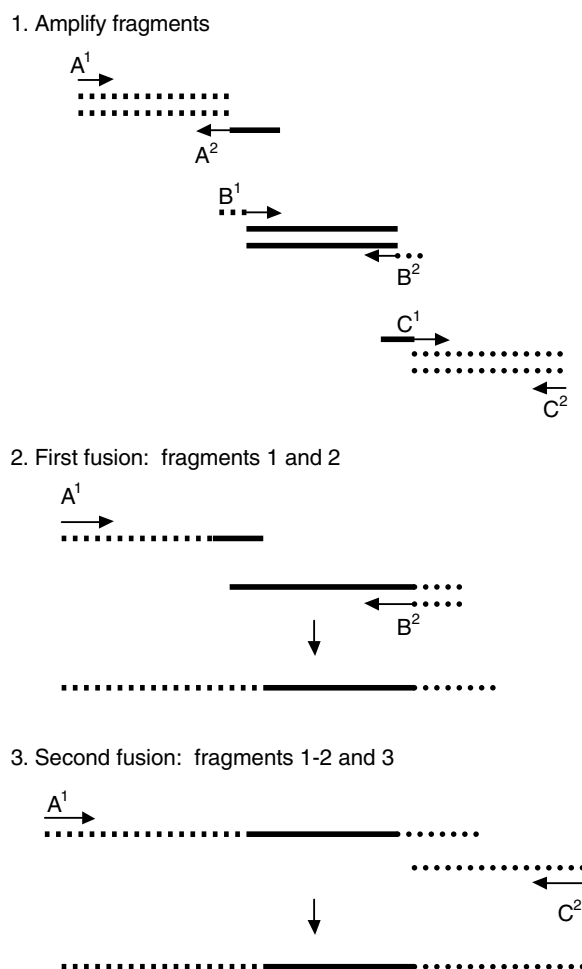 1. Amplify fragments
A¹
A²
B¹
B²
C¹
C²
2. First fusion: fragments 1 and 2
A¹
B²
3. Second fusion: fragments 1-2 and 3
A¹
C²